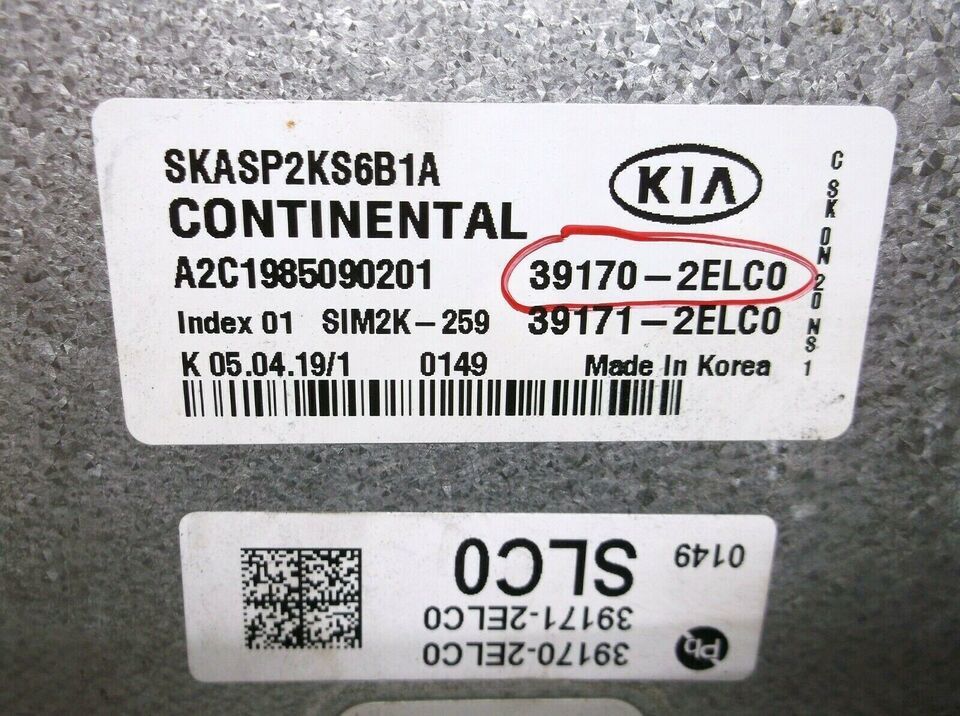 SKASP2KS6B1A
KIA
CONTINENTAL
A2C1985090201 39170-2ELC0
Index 01 SIM2K-259 39171-2ELC0
K 05.04.19/1 0149 Made In Korea
C SK ON 20 NS 1
39170-2ELC0 Pb
39171-2ELC0
SLC0 0149